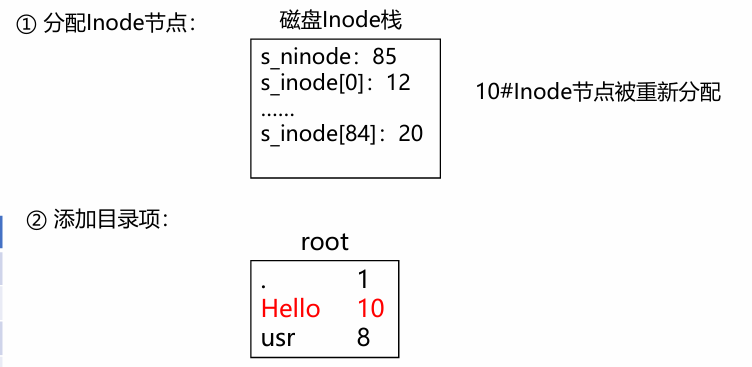 ① 分配Inode节点：
磁盘Inode栈
s_ninode：85
s_inode[0]：12
……
s_inode[84]：20
10#Inode节点被重新分配
② 添加目录项：
root
. 1
Hello 10
usr 8